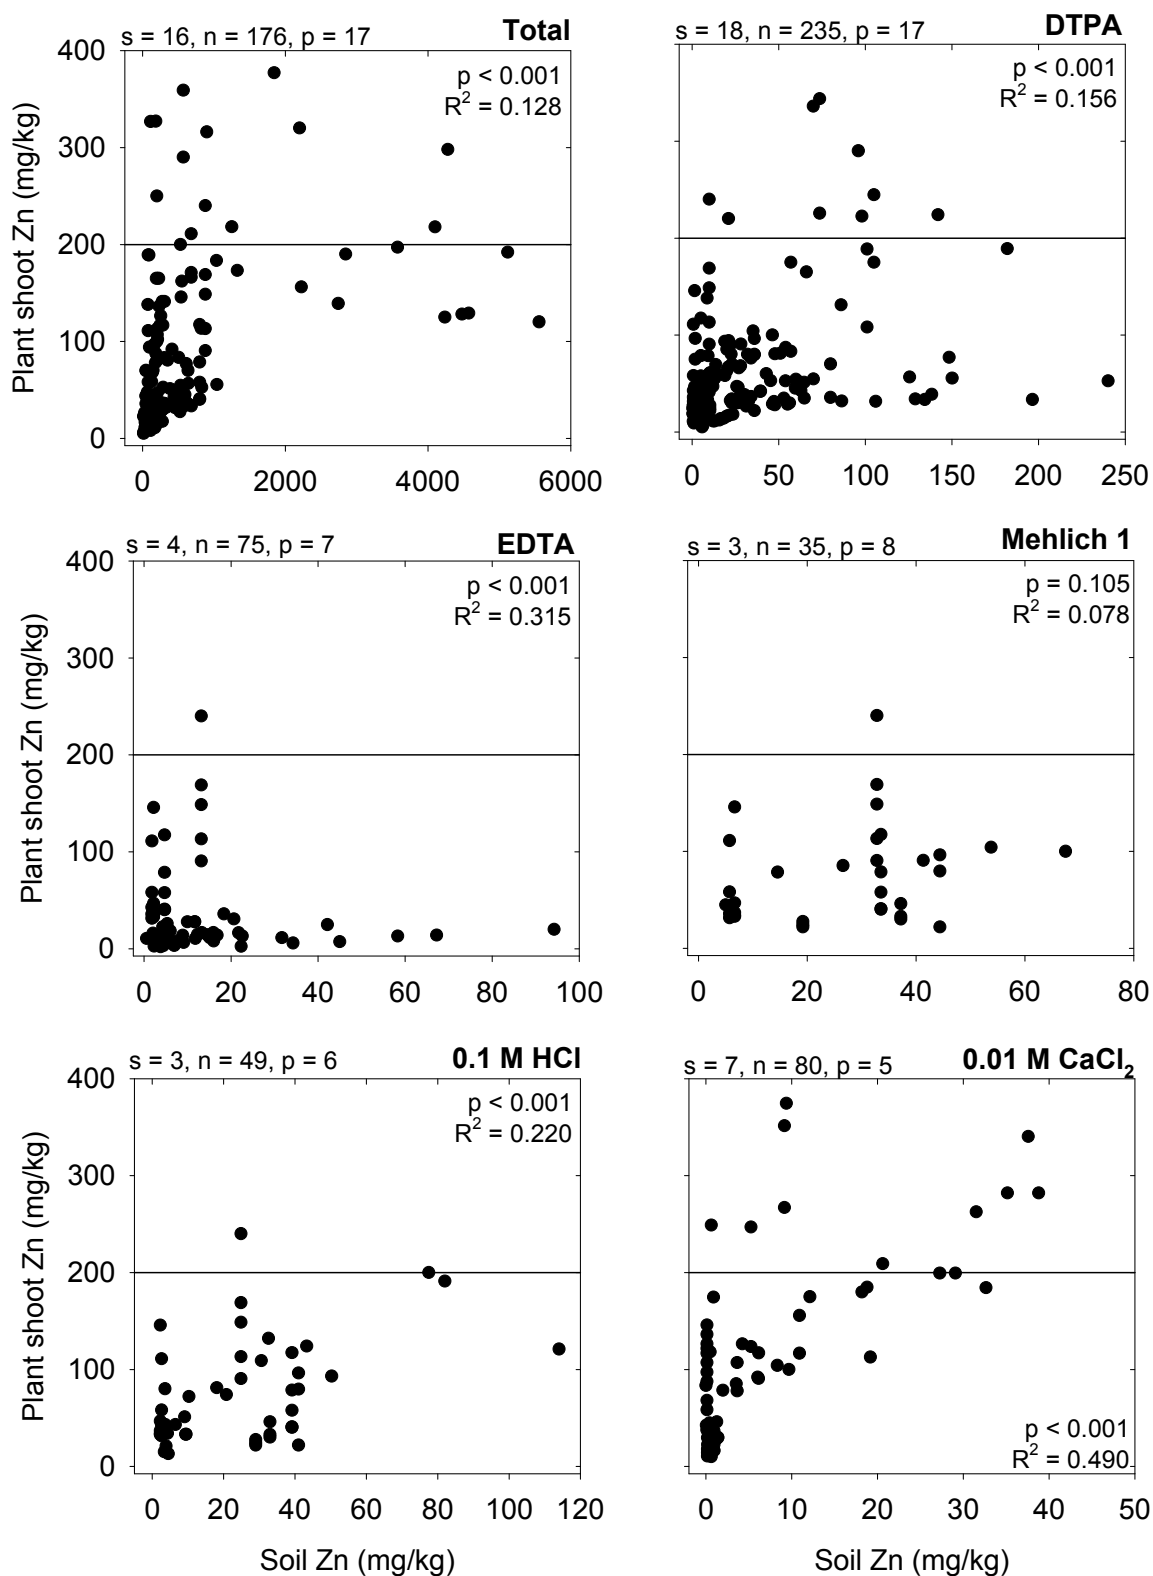 s = 16, n = 176, p = 17 Total
s = 18, n = 235, p = 17 DTPA
400
300
200
100
0
Plant shoot Zn (mg/kg)
p < 0.001
R² = 0.128
p < 0.001
R² = 0.156
0 2000 4000 6000
0 50 100 150 200 250
s = 4, n = 75, p = 7 EDTA
s = 3, n = 35, p = 8 Mehlich 1
400
300
200
100
0
Plant shoot Zn (mg/kg)
p < 0.001
R² = 0.315
p = 0.105
R² = 0.078
0 20 40 60 80 100
0 20 40 60 80
s = 3, n = 49, p = 6 0.1 M HCl
s = 7, n = 80, p = 5 0.01 M CaCl₂
400
300
200
100
0
Plant shoot Zn (mg/kg)
p < 0.001
R² = 0.220
p < 0.001
R² = 0.490
0 20 40 60 80 100 120
0 10 20 30 40 50
Soil Zn (mg/kg)
Soil Zn (mg/kg)